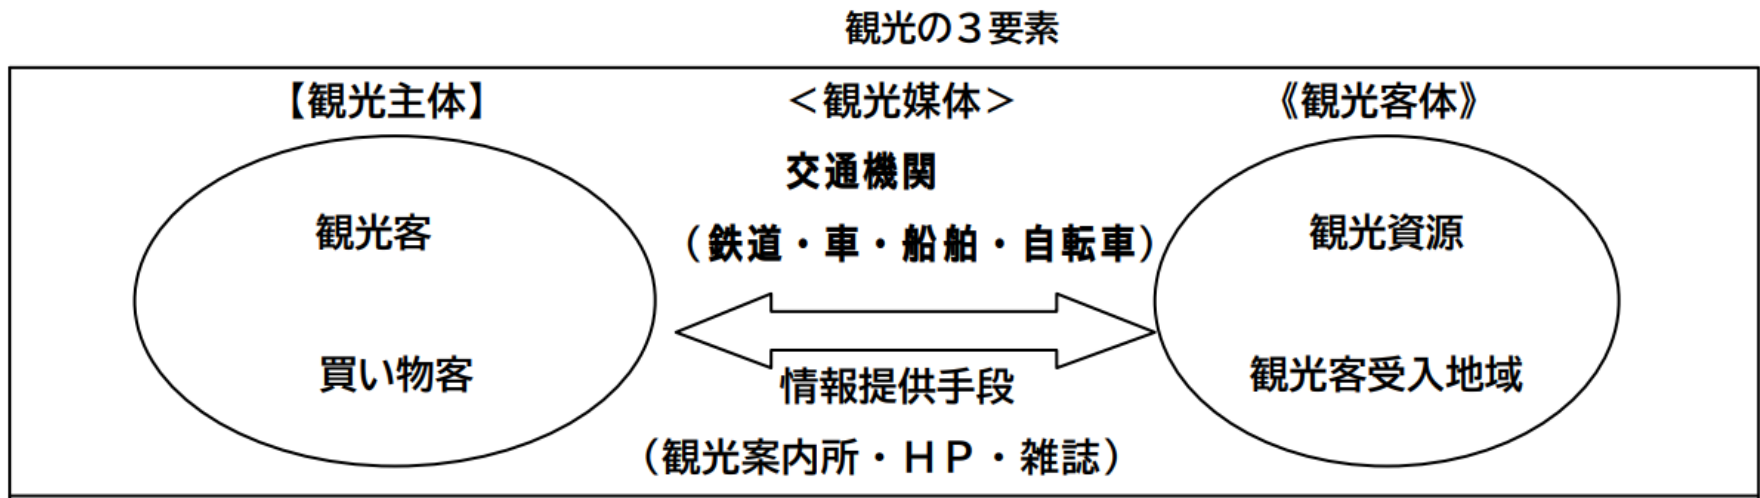 観光の３要素
【観光主体】
＜観光媒体＞
《観光客体》
観光客
買い物客
交通機関
（鉄道・車・船舶・自転車）
情報提供手段
（観光案内所・ＨＰ・雑誌）
観光資源
観光客受入地域